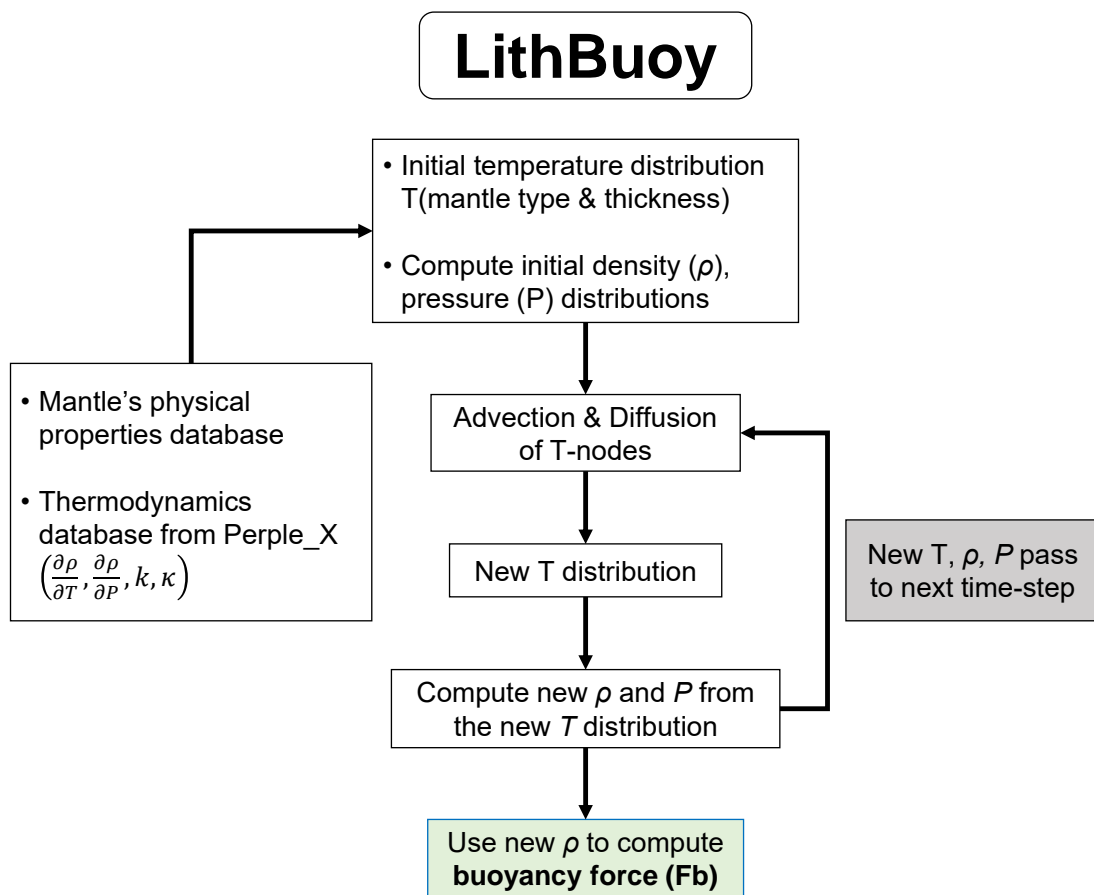 LithBuoy
• Initial temperature distribution
T(mantle type & thickness)
• Compute initial density (ρ),
pressure (P) distributions
• Mantle’s physical
properties database
• Thermodynamics
database from Perple_X
(∂ρ/∂T, ∂ρ/∂P, k, κ)
Advection & Diffusion
of T-nodes
New T distribution
New T, ρ, P pass
to next time-step
Compute new ρ and P from
the new T distribution
Use new ρ to compute
buoyancy force (Fb)